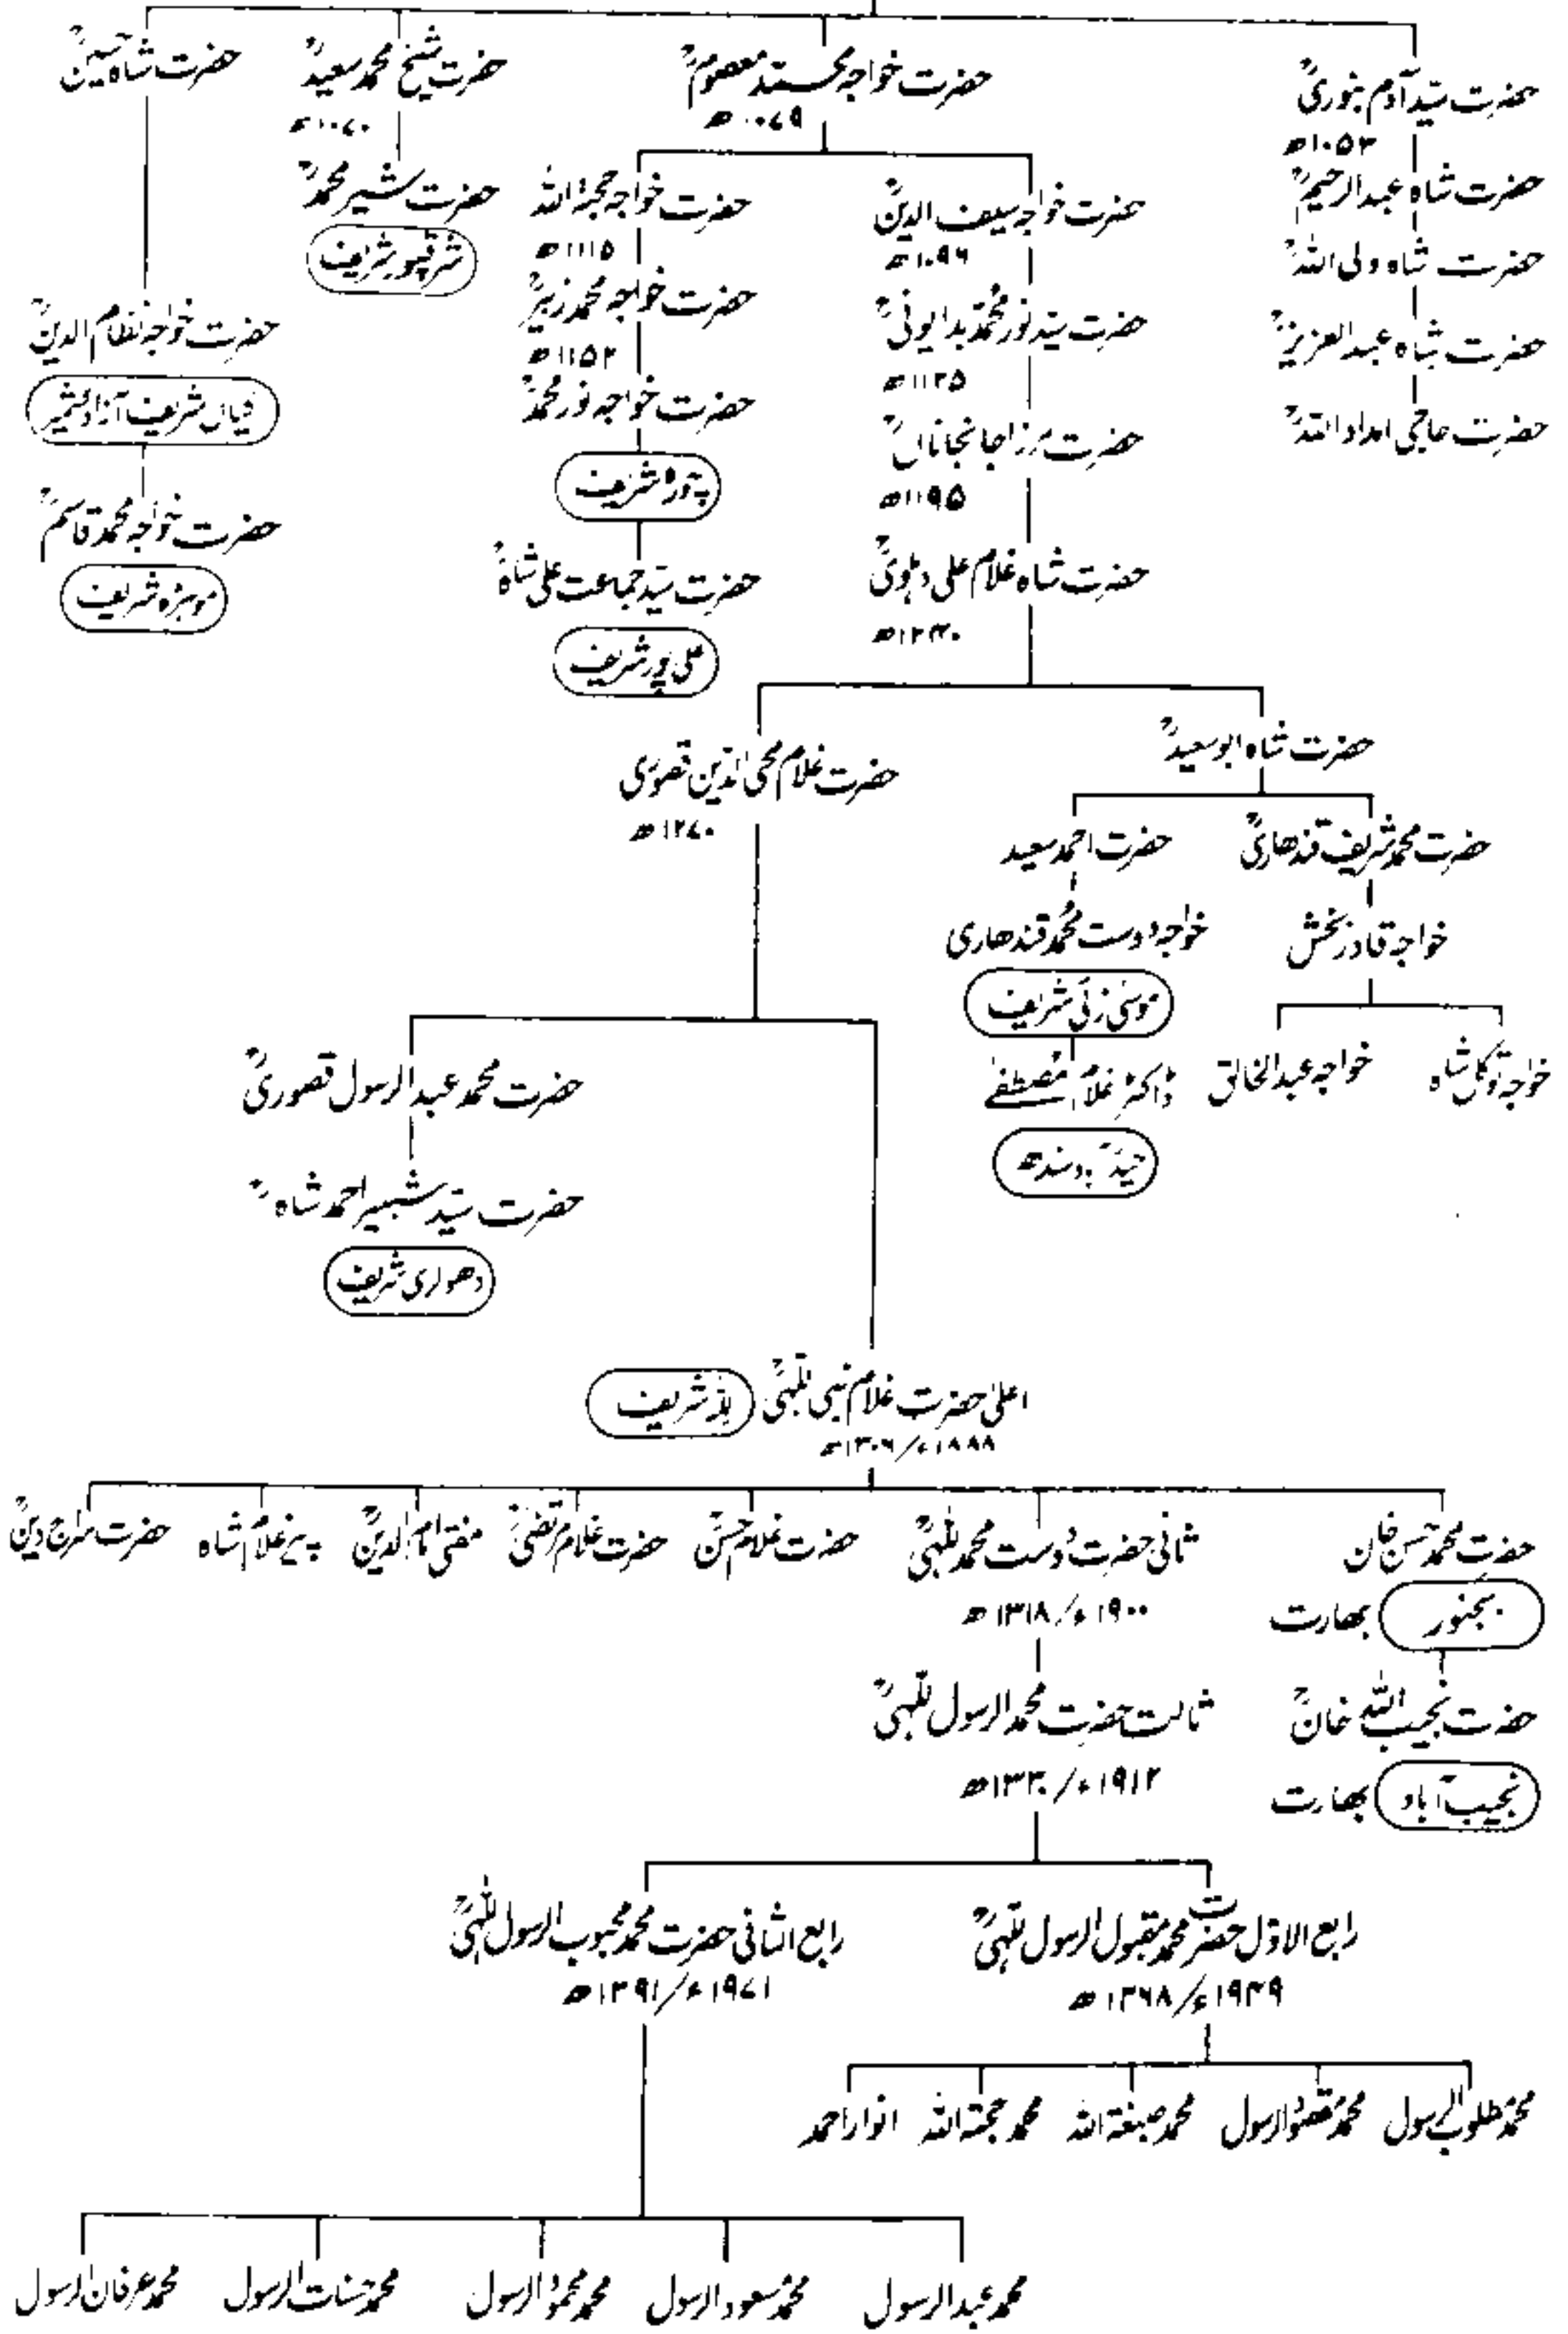 حضرت سید آدم بنوریؒ
۱۰۵۳ھ
حضرت شاہ عبدالرحیمؒ
حضرت شاہ ولی اللہؒ
حضرت شاہ عبدالعزیزؒ
حضرت حاجی امداد اللہؒ
حضرت خواجہ محمد معصومؒ
۱۰۷۹ھ
حضرت خواجہ سیف الدینؒ
۱۰۹۶ھ
حضرت سید نور محمد بدایونیؒ
۱۱۳۵ھ
حضرت مرزا جانجاناںؒ
۱۱۹۵ھ
حضرت شاہ غلام علی دہلویؒ
۱۲۴۰ھ
حضرت خواجہ حجۃ اللہؒ
۱۱۱۵ھ
حضرت خواجہ محمد زبیرؒ
۱۱۵۲ھ
حضرت خواجہ نور محمدؒ
چورہ شریف
حضرت سید جماعت علی شاہؒ
علی پور شریف
حضرت شیخ محمد سعیدؒ
۱۰۷۰ھ
حضرت شیر محمدؒ
شرقپور شریف
حضرت شاہ حسینؒ
حضرت خواجہ نظام الدینؒ
کیاں شریف آزاد کشمیر
حضرت خواجہ محمد قاسمؒ
موہڑہ شریف
حضرت شاہ ابوسعیدؒ
حضرت محمد شریف قندھاریؒ
خواجہ قادر بخش
خواجہ توکل شاہ
خواجہ عبدالخالق
حضرت احمد سعید
خواجہ دوست محمد قندھاری
موسیٰ زئی شریف
ڈاکٹر غلام مصطفےٰ
حیدرآباد سندھ
حضرت غلام محی الدین قصوری
۱۲۷۰ھ
حضرت محمد عبدالرسول قصوریؒ
حضرت سید شبیر احمد شاہؒ
دھواری شریف
اعلیٰ حضرت غلام نبی للّٰہیؒ للّٰہ شریف
۱۸۸۸ء/۱۳۰۶ھ
حضرت محمد حسن خان
بجنور بھارت
حضرت نجیب اللہ خانؒ
نجیب آباد بھارت
ثانی حضرت دوست محمد للّٰہیؒ
۱۹۰۰ء/۱۳۱۸ھ
ثالث حضرت محمد الرسول للّٰہیؒ
۱۹۱۲ء/۱۳۳۰ھ
حضرت غلام حسنؒ
حضرت غلام مرتضیٰؒ
مفتی امام الدینؒ
پیر غلام شاہ
حضرت سراج دینؒ
رابع الاول حضرت محمد مقبول الرسول للّٰہیؒ
۱۹۴۹ء/۱۳۶۸ھ
رابع الثانی حضرت محمد محبوب الرسول للّٰہیؒ
۱۹۷۱ء/۱۳۹۱ھ
محمد مطلوب الرسول
محمد مقصود الرسول
محمد صبغۃ اللہ
محمد حجۃ اللہ
انوار احمد
محمد عبدالرسول
محمد مسعود الرسول
محمد محمود الرسول
محمد حسنات الرسول
محمد عرفان الرسول